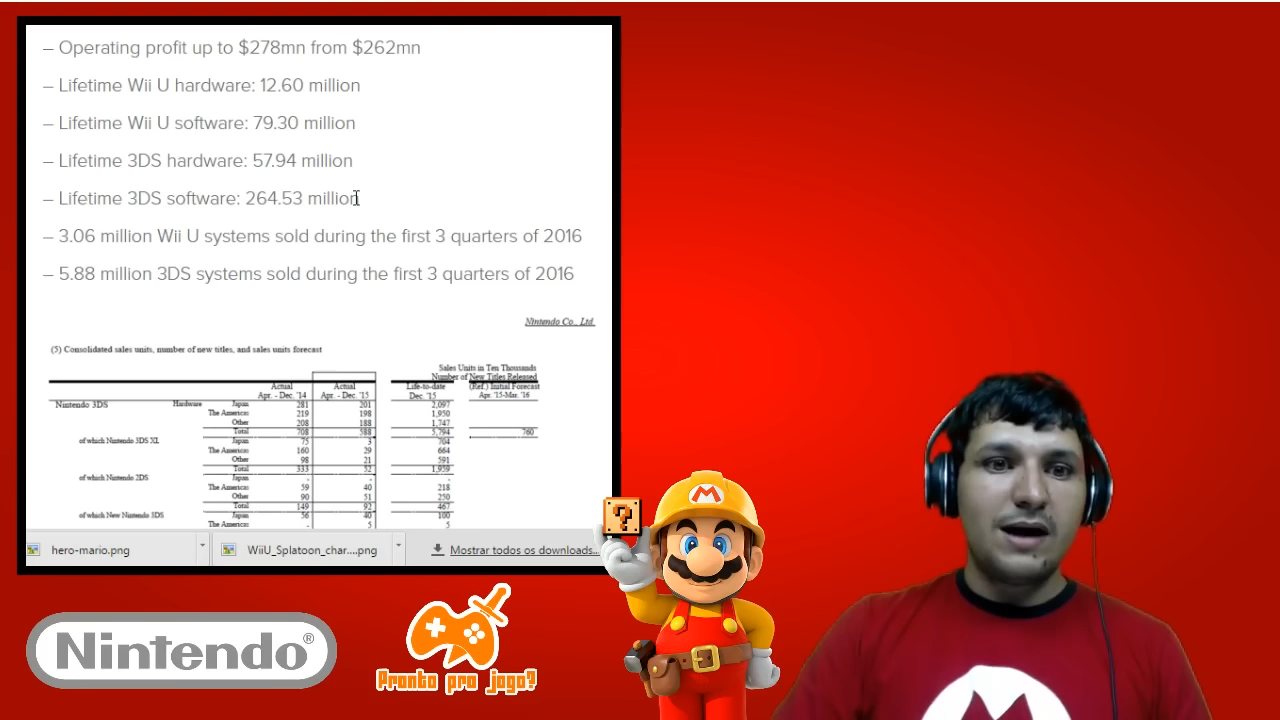 – Operating profit up to $278mn from $262mn
– Lifetime Wii U hardware: 12.60 million
– Lifetime Wii U software: 79.30 million
– Lifetime 3DS hardware: 57.94 million
– Lifetime 3DS software: 264.53 million
– 3.06 million Wii U systems sold during the first 3 quarters of 2016
– 5.88 million 3DS systems sold during the first 3 quarters of 2016
Nintendo Co., Ltd.
(5) Consolidated sales units, number of new titles, and sales units forecast
Sales Units in Ten Thousands
Number of New Titles Released
Actual Actual Life-to-date (Ref.) Initial Forecast
Apr. - Dec. '14 Apr. - Dec. '15 Dec. '15 Apr. '15-Mar. '16
Nintendo 3DS Hardware Japan 281 201 2,097
The Americas 219 198 1,950
Other 208 188 1,747
Total 708 588 5,794 760
of which Nintendo 3DS XL Japan 75 3 704
The Americas 160 29 664
Other 98 21 591
Total 333 52 1,959
of which Nintendo 2DS Japan - - -
The Americas 59 40 218
Other 90 51 250
Total 149 92 467
of which New Nintendo 3DS Japan 56 40 100
The Americas - 5 5
hero-mario.png WiiU_Splatoon_char....png Mostrar todos os downloads...
?
M
Nintendo®
Pronto pro jogo?